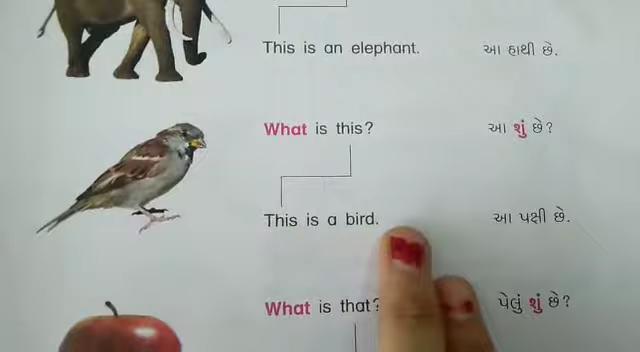 This is an elephant. આ હાથી છે.
What is this? આ શું છે?
This is a bird. આ પક્ષી છે.
What is that? પેલું શું છે?